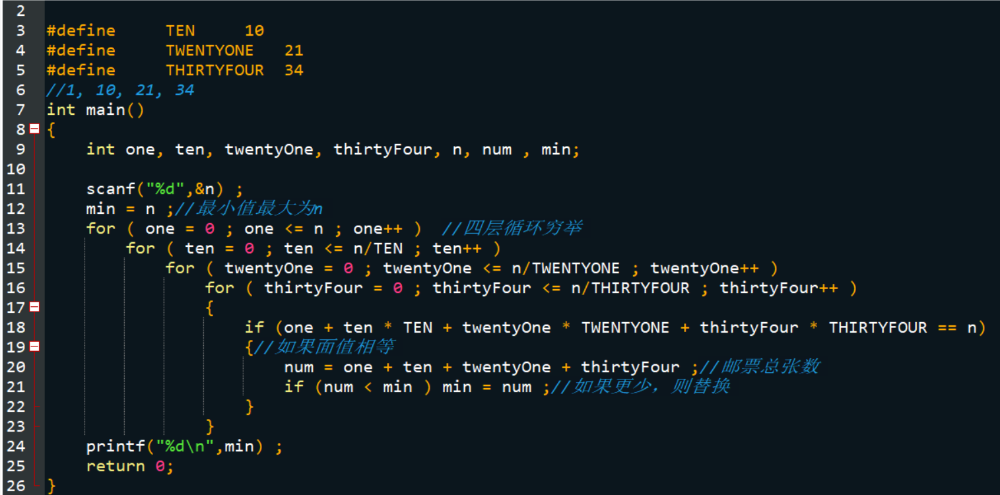 2
3 #define TEN 10
4 #define TWENTYONE 21
5 #define THIRTYFOUR 34
6 //1, 10, 21, 34
7 int main()
8 {
9 int one, ten, twentyOne, thirtyFour, n, num , min;
10
11 scanf("%d",&n) ;
12 min = n ;//最小值最大为n
13 for ( one = 0 ; one <= n ; one++ ) //四层循环穷举
14 for ( ten = 0 ; ten <= n/TEN ; ten++ )
15 for ( twentyOne = 0 ; twentyOne <= n/TWENTYONE ; twentyOne++ )
16 for ( thirtyFour = 0 ; thirtyFour <= n/THIRTYFOUR ; thirtyFour++ )
17 {
18 if (one + ten * TEN + twentyOne * TWENTYONE + thirtyFour * THIRTYFOUR == n)
19 {//如果面值相等
20 num = one + ten + twentyOne + thirtyFour ;//邮票总张数
21 if (num < min ) min = num ;//如果更少，则替换
22 }
23 }
24 printf("%d\n",min) ;
25 return 0;
26 }